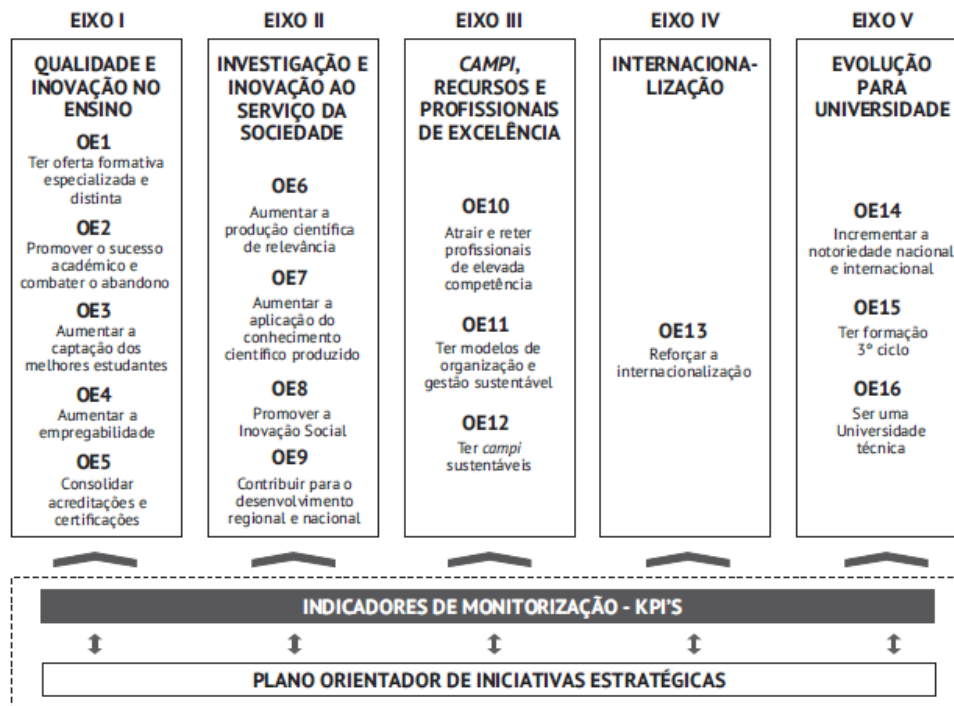 EIXO I
QUALIDADE E
INOVAÇÃO NO
ENSINO
OE1
Ter oferta formativa
especializada e
distinta
OE2
Promover o sucesso
académico e
combater o abandono
OE3
Aumentar a
captação dos
melhores estudantes
OE4
Aumentar a
empregabilidade
OE5
Consolidar
acreditações e
certificações
EIXO II
INVESTIGAÇÃO E
INOVAÇÃO AO
SERVIÇO DA
SOCIEDADE
OE6
Aumentar a
produção científica
de relevância
OE7
Aumentar a
aplicação do
conhecimento
científico produzido
OE8
Promover a
Inovação Social
OE9
Contribuir para o
desenvolvimento
regional e nacional
EIXO III
CAMPI,
RECURSOS E
PROFISSIONAIS
DE EXCELÊNCIA
OE10
Atrair e reter
profissionais
de elevada
competência
OE11
Ter modelos de
organização e
gestão sustentável
OE12
Ter campi
sustentáveis
EIXO IV
INTERNACIONA-
LIZAÇÃO
OE13
Reforçar a
internacionalização
EIXO V
EVOLUÇÃO
PARA
UNIVERSIDADE
OE14
Incrementar a
notoriedade nacional
e internacional
OE15
Ter formação
3º ciclo
OE16
Ser uma
Universidade
técnica
INDICADORES DE MONITORIZAÇÃO - KPI'S
PLANO ORIENTADOR DE INICIATIVAS ESTRATÉGICAS